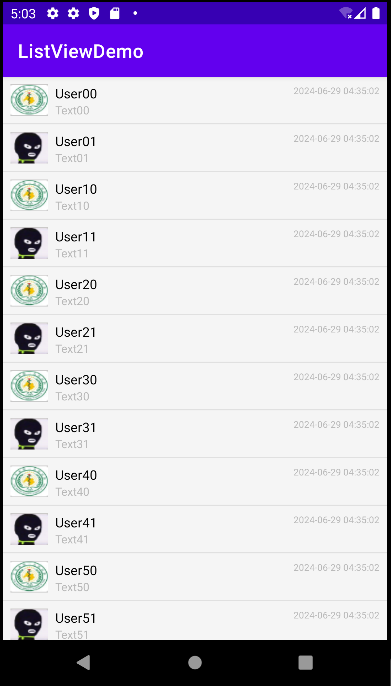 5:03
ListViewDemo
User00 2024-06-29 04:35:02
Text00
User01 2024-06-29 04:35:02
Text01
User10 2024-06-29 04:35:02
Text10
User11 2024-06-29 04:35:02
Text11
User20 2024-06-29 04:35:02
Text20
User21 2024-06-29 04:35:02
Text21
User30 2024-06-29 04:35:02
Text30
User31 2024-06-29 04:35:02
Text31
User40 2024-06-29 04:35:02
Text40
User41 2024-06-29 04:35:02
Text41
User50 2024-06-29 04:35:02
Text50
User51 2024-06-29 04:35:02
Text51